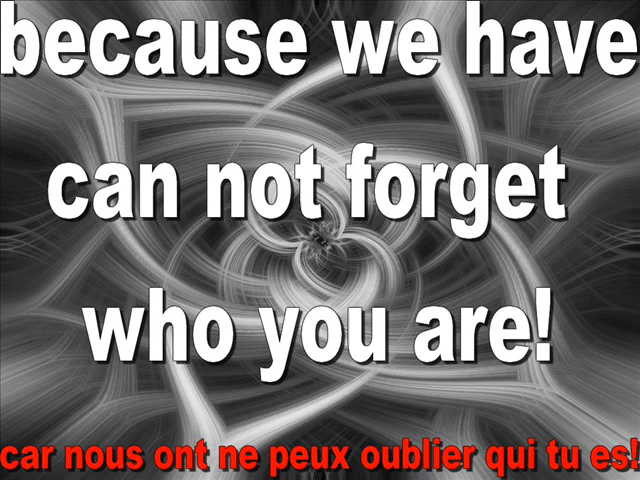 because we have
can not forget
who you are!
car nous ont ne peux oublier qui tu es!